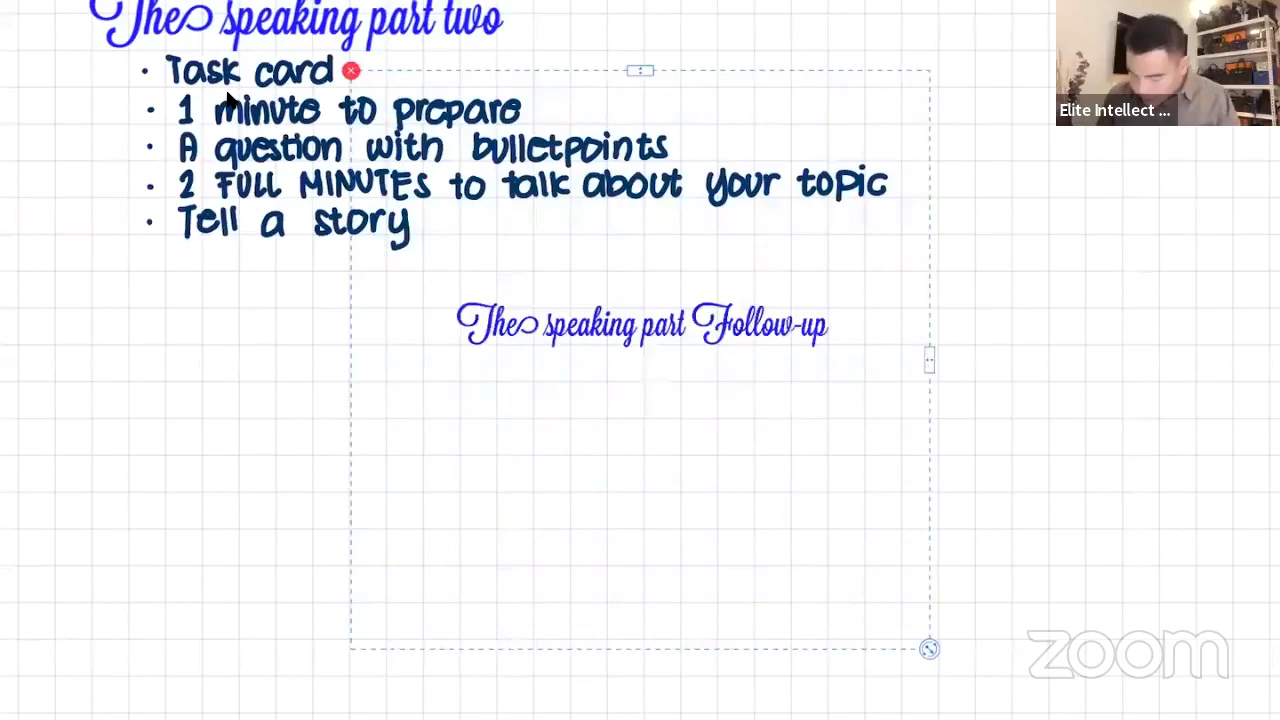 The speaking part two
· Task card
· 1 minute to prepare
· A question with bulletpoints
· 2 FULL MINUTES to talk about your topic
· Tell a story
The speaking part Follow-up
Elite Intellect ...
zoom